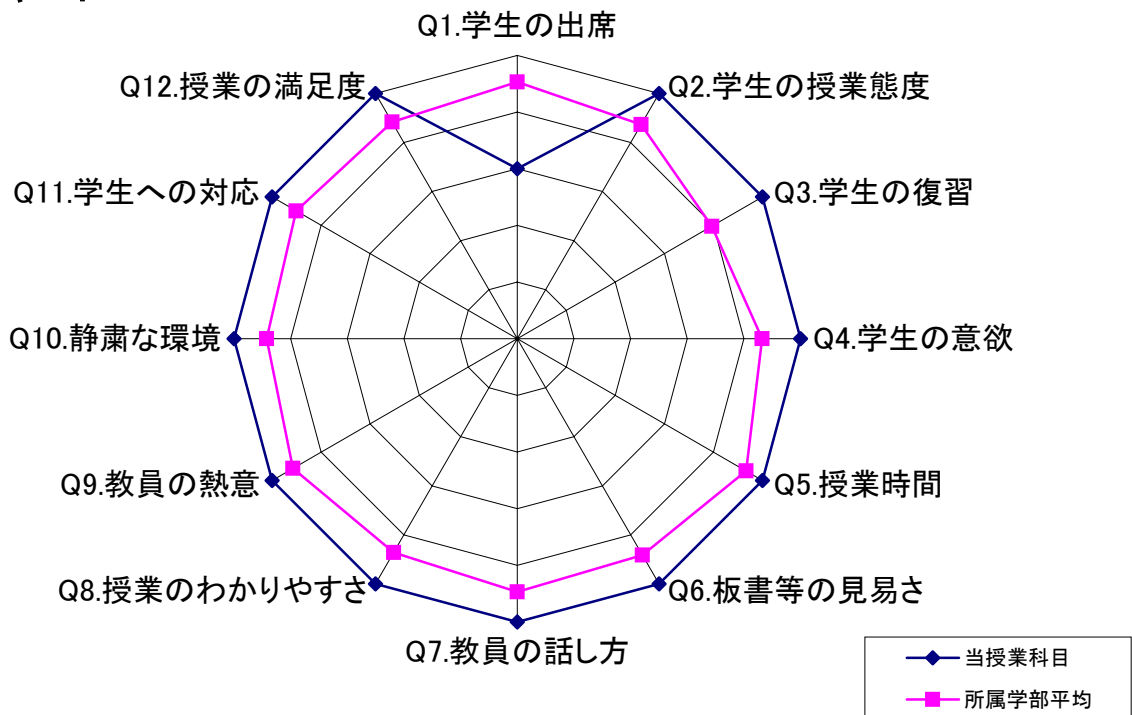 Q1.学生の出席
Q2.学生の授業態度
Q3.学生の復習
Q4.学生の意欲
Q5.授業時間
Q6.板書等の見易さ
Q7.教員の話し方
Q8.授業のわかりやすさ
Q9.教員の熱意
Q10.静粛な環境
Q11.学生への対応
Q12.授業の満足度
当授業科目
所属学部平均